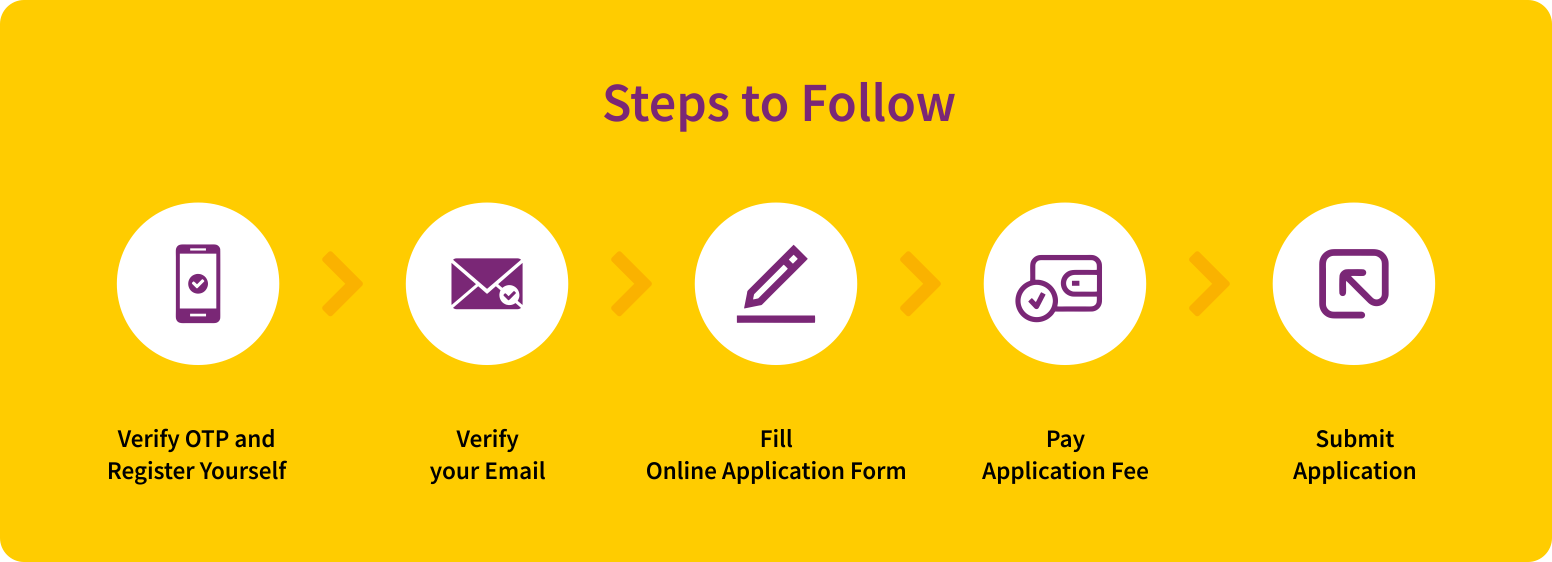 Steps to Follow
Verify OTP and
Register Yourself
Verify
your Email
Fill
Online Application Form
Pay
Application Fee
Submit
Application